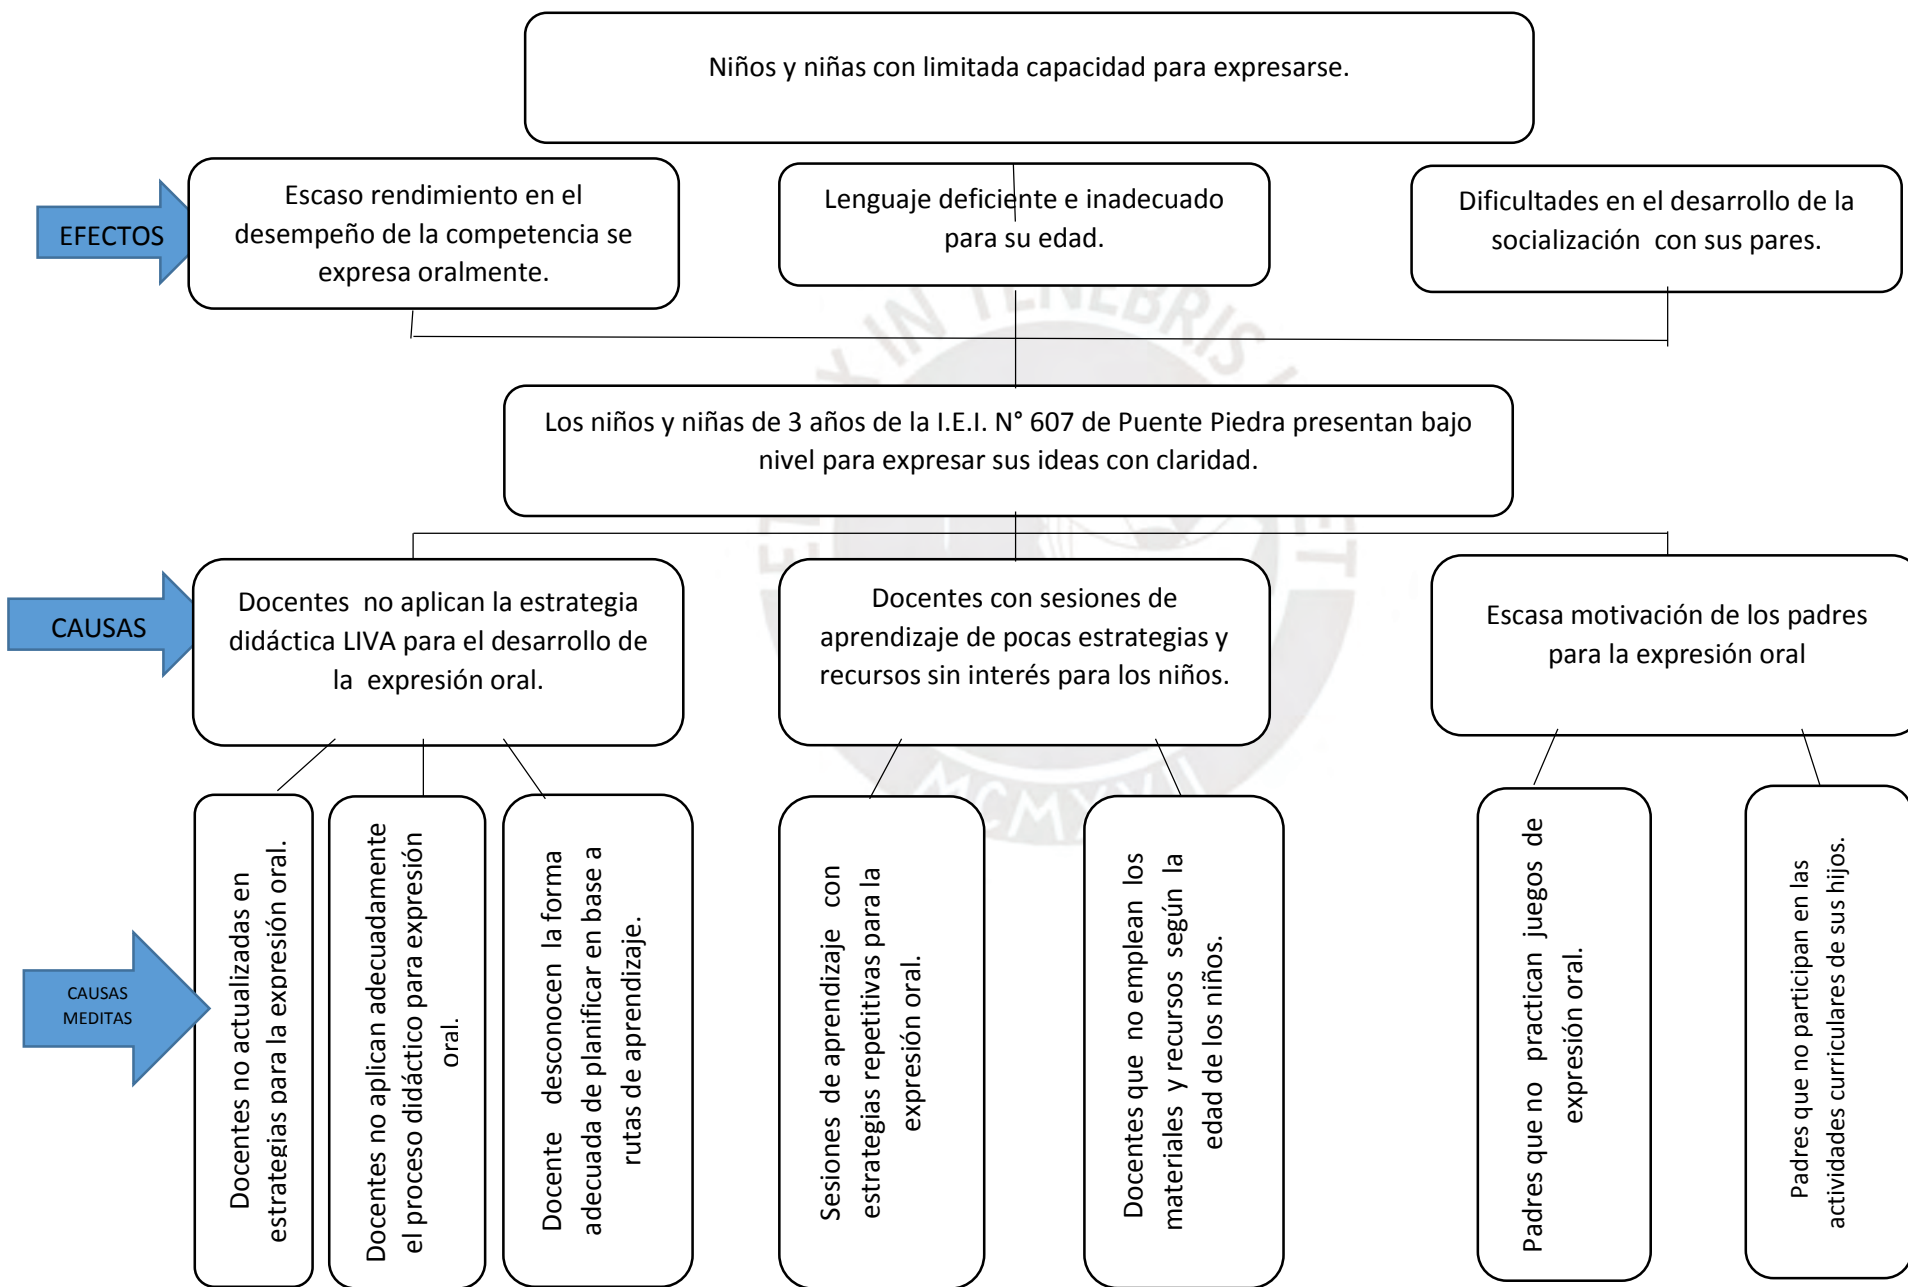 Niños y niñas con limitada capacidad para expresarse.
EFECTOS
Escaso rendimiento en el
desempeño de la competencia se
expresa oralmente.
Lenguaje deficiente e inadecuado
para su edad.
Dificultades en el desarrollo de la
socialización con sus pares.
Los niños y niñas de 3 años de la I.E.I. N° 607 de Puente Piedra presentan bajo
nivel para expresar sus ideas con claridad.
CAUSAS
Docentes no aplican la estrategia
didáctica LIVA para el desarrollo de
la expresión oral.
Docentes con sesiones de
aprendizaje de pocas estrategias y
recursos sin interés para los niños.
Escasa motivación de los padres
para la expresión oral
CAUSAS
MEDITAS
Docentes no actualizadas en
estrategias para la expresión oral.
Docentes no aplican adecuadamente
el proceso didáctico para expresión
oral.
Docente desconocen la forma
adecuada de planificar en base a
rutas de aprendizaje.
Sesiones de aprendizaje con
estrategias repetitivas para la
expresión oral.
Docentes que no emplean los
materiales y recursos según la
edad de los niños.
Padres que no practican juegos de
expresión oral.
Padres que no participan en las
actividades curriculares de sus hijos.
IN TENEBRIS
MCMXVII